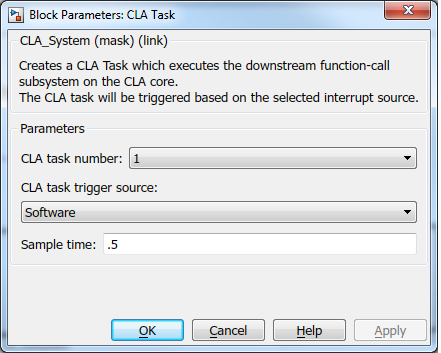 Block Parameters: CLA Task
CLA_System (mask) (link)
Creates a CLA Task which executes the downstream function-call
subsystem on the CLA core.
The CLA task will be triggered based on the selected interrupt source.
Parameters
CLA task number: 1
CLA task trigger source:
Software
Sample time: .5
OK Cancel Help Apply